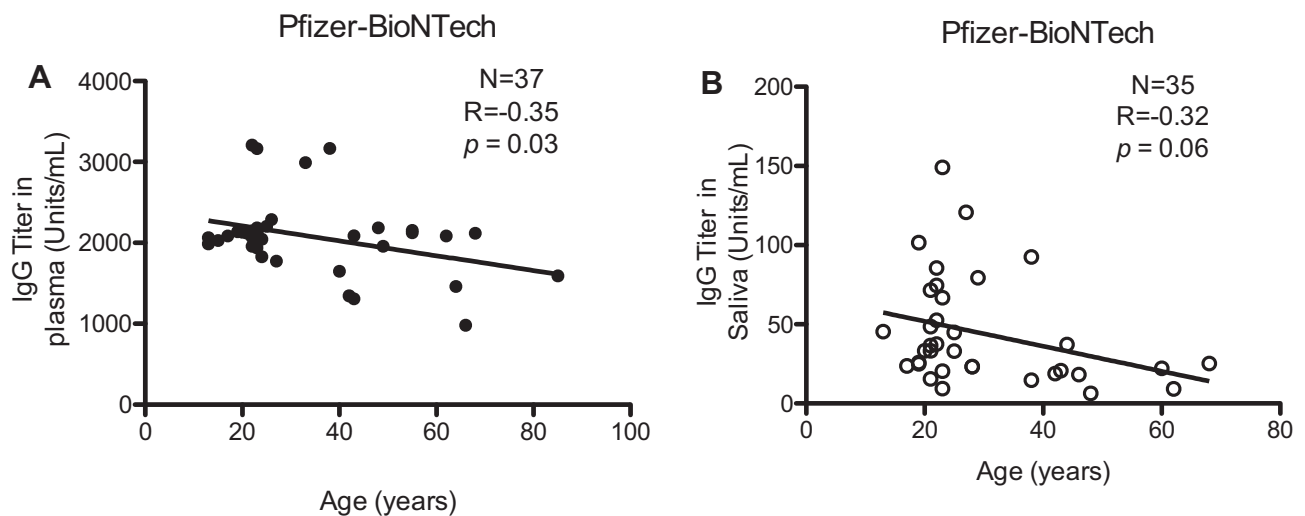 Pfizer-BioNTech
A
N=37
R=-0.35
p = 0.03
IgG Titer in
plasma (Units/mL)
4000
3000
2000
1000
0
0 20 40 60 80 100
Age (years)
Pfizer-BioNTech
B
N=35
R=-0.32
p = 0.06
IgG Titer in
Saliva (Units/mL)
200
150
100
50
0
0 20 40 60 80
Age (years)